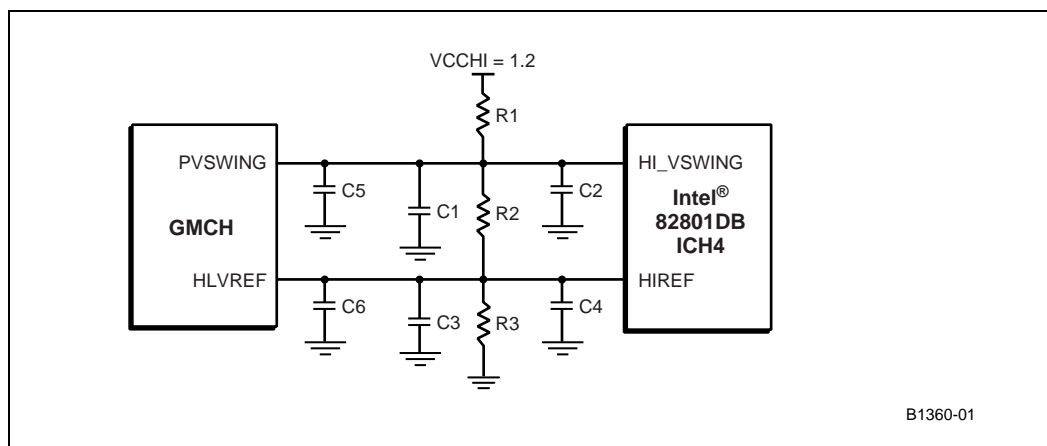 VCCHI = 1.2
R1
PVSWING
HI_VSWING
C5
C1
R2
C2
Intel®
82801DB
ICH4
GMCH
HLVREF
HIREF
C6
C3
R3
C4
B1360-01